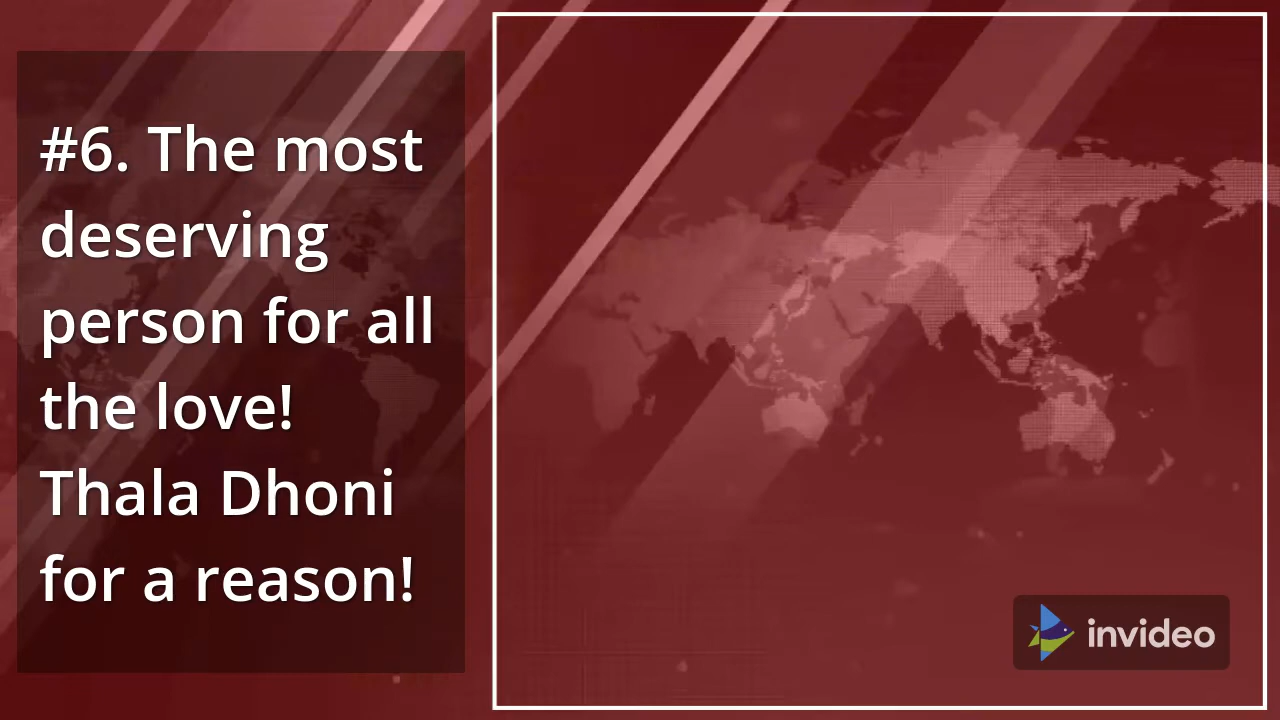 #6. The most
deserving
person for all
the love!
Thala Dhoni
for a reason!
invideo